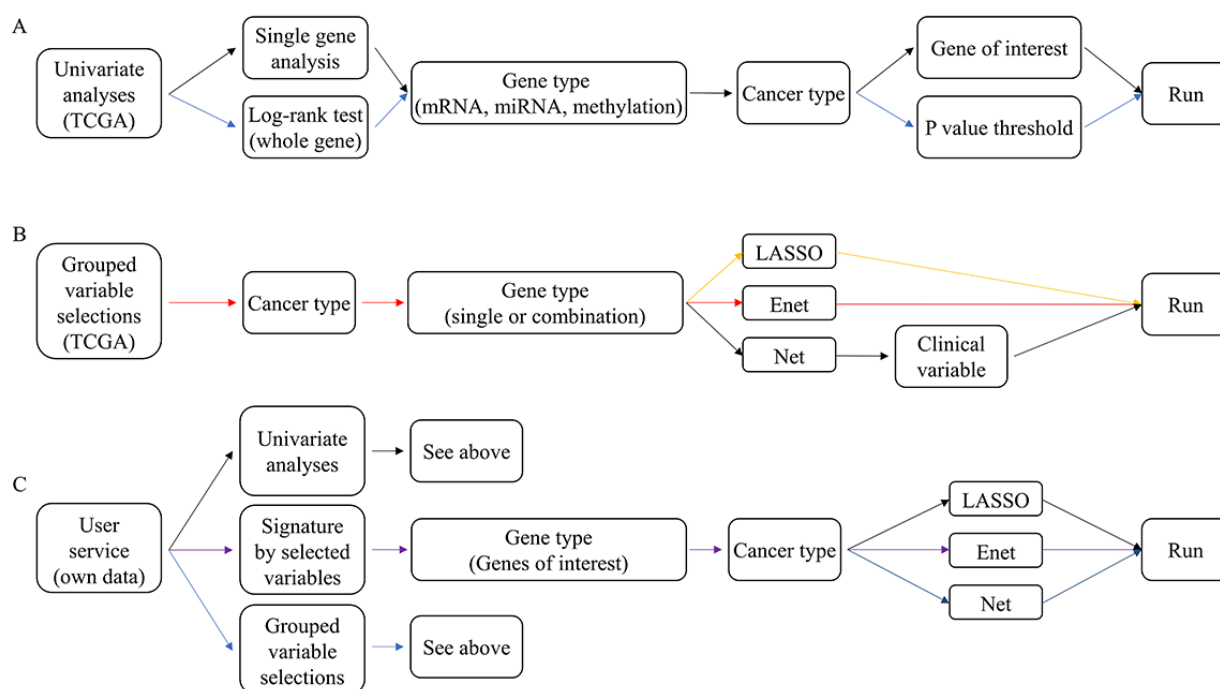 A
Univariate
analyses
(TCGA)
Single gene
analysis
Log-rank test
(whole gene)
Gene type
(mRNA, miRNA, methylation)
Cancer type
Gene of interest
P value threshold
Run
B
Grouped
variable
selections
(TCGA)
Cancer type
Gene type
(single or combination)
LASSO
Enet
Net
Clinical
variable
Run
C
User
service
(own data)
Univariate
analyses
See above
Signature
by selected
variables
Gene type
(Genes of interest)
Cancer type
LASSO
Enet
Net
Run
Grouped
variable
selections
See above